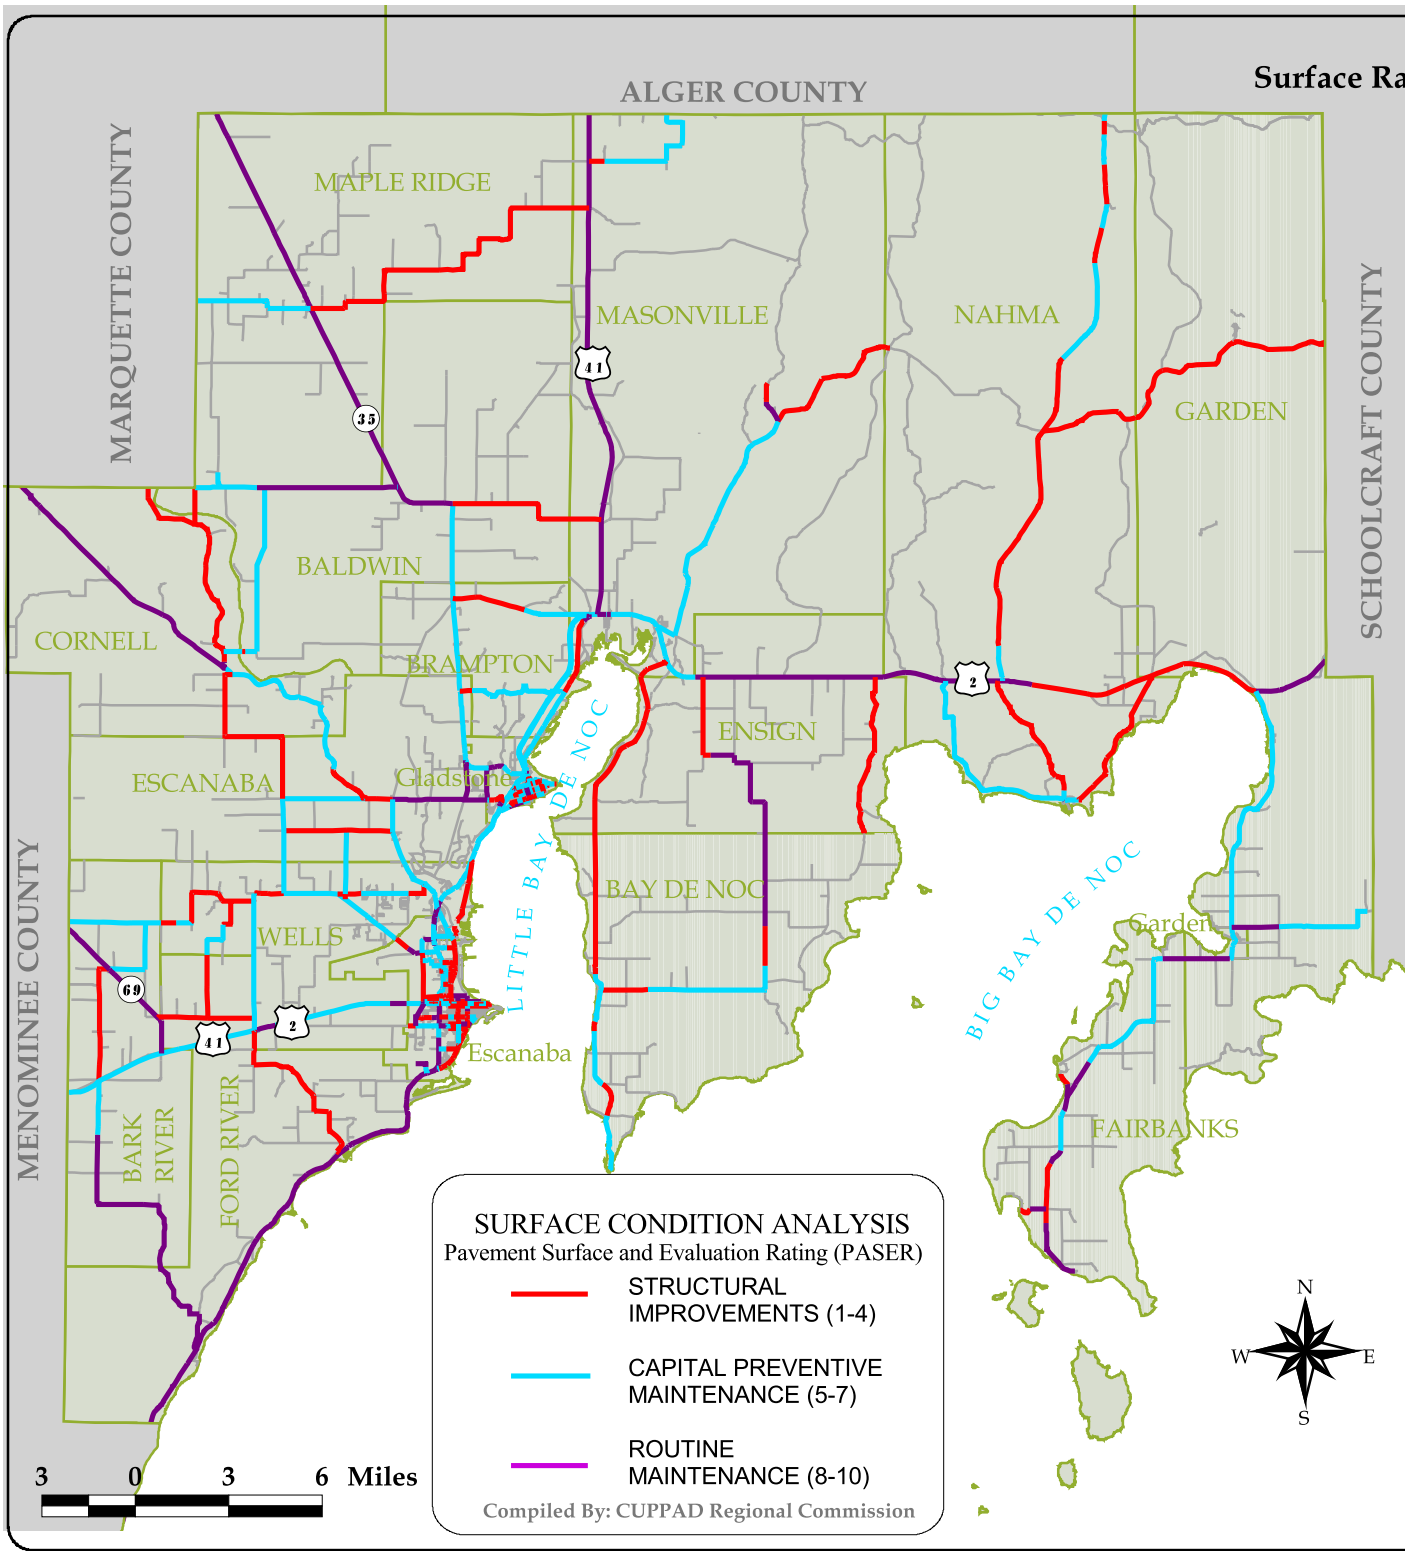 Surface Ra
ALGER COUNTY
MARQUETTE COUNTY
MAPLE RIDGE
MASONVILLE
NAHMA
GARDEN
SCHOOLCRAFT COUNTY
41
35
BALDWIN
CORNELL
BRAMPTON
2
ENSIGN
ESCANABA
Gladstone
LITTLE BAY DE NOC
BIG BAY DE NOC
BAY DE NOC
MENOMINEE COUNTY
WELLS
Garden
69
41
2
Escanaba
BARK
RIVER
FORD RIVER
FAIRBANKS
SURFACE CONDITION ANALYSIS
Pavement Surface and Evaluation Rating (PASER)
STRUCTURAL
IMPROVEMENTS (1-4)
CAPITAL PREVENTIVE
MAINTENANCE (5-7)
ROUTINE
MAINTENANCE (8-10)
Compiled By: CUPPAD Regional Commission
N
W E
S
3 0 3 6 Miles